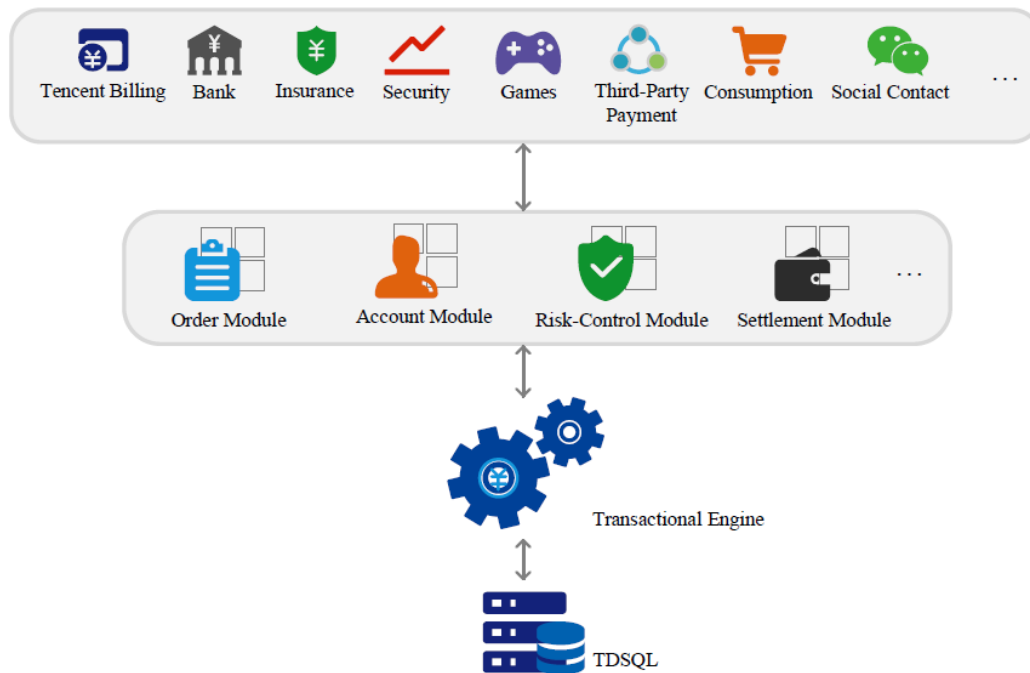 Tencent Billing
Bank
Insurance
Security
Games
Third-Party
Payment
Consumption
Social Contact
...
Order Module
Account Module
Risk-Control Module
Settlement Module
...
Transactional Engine
TDSQL